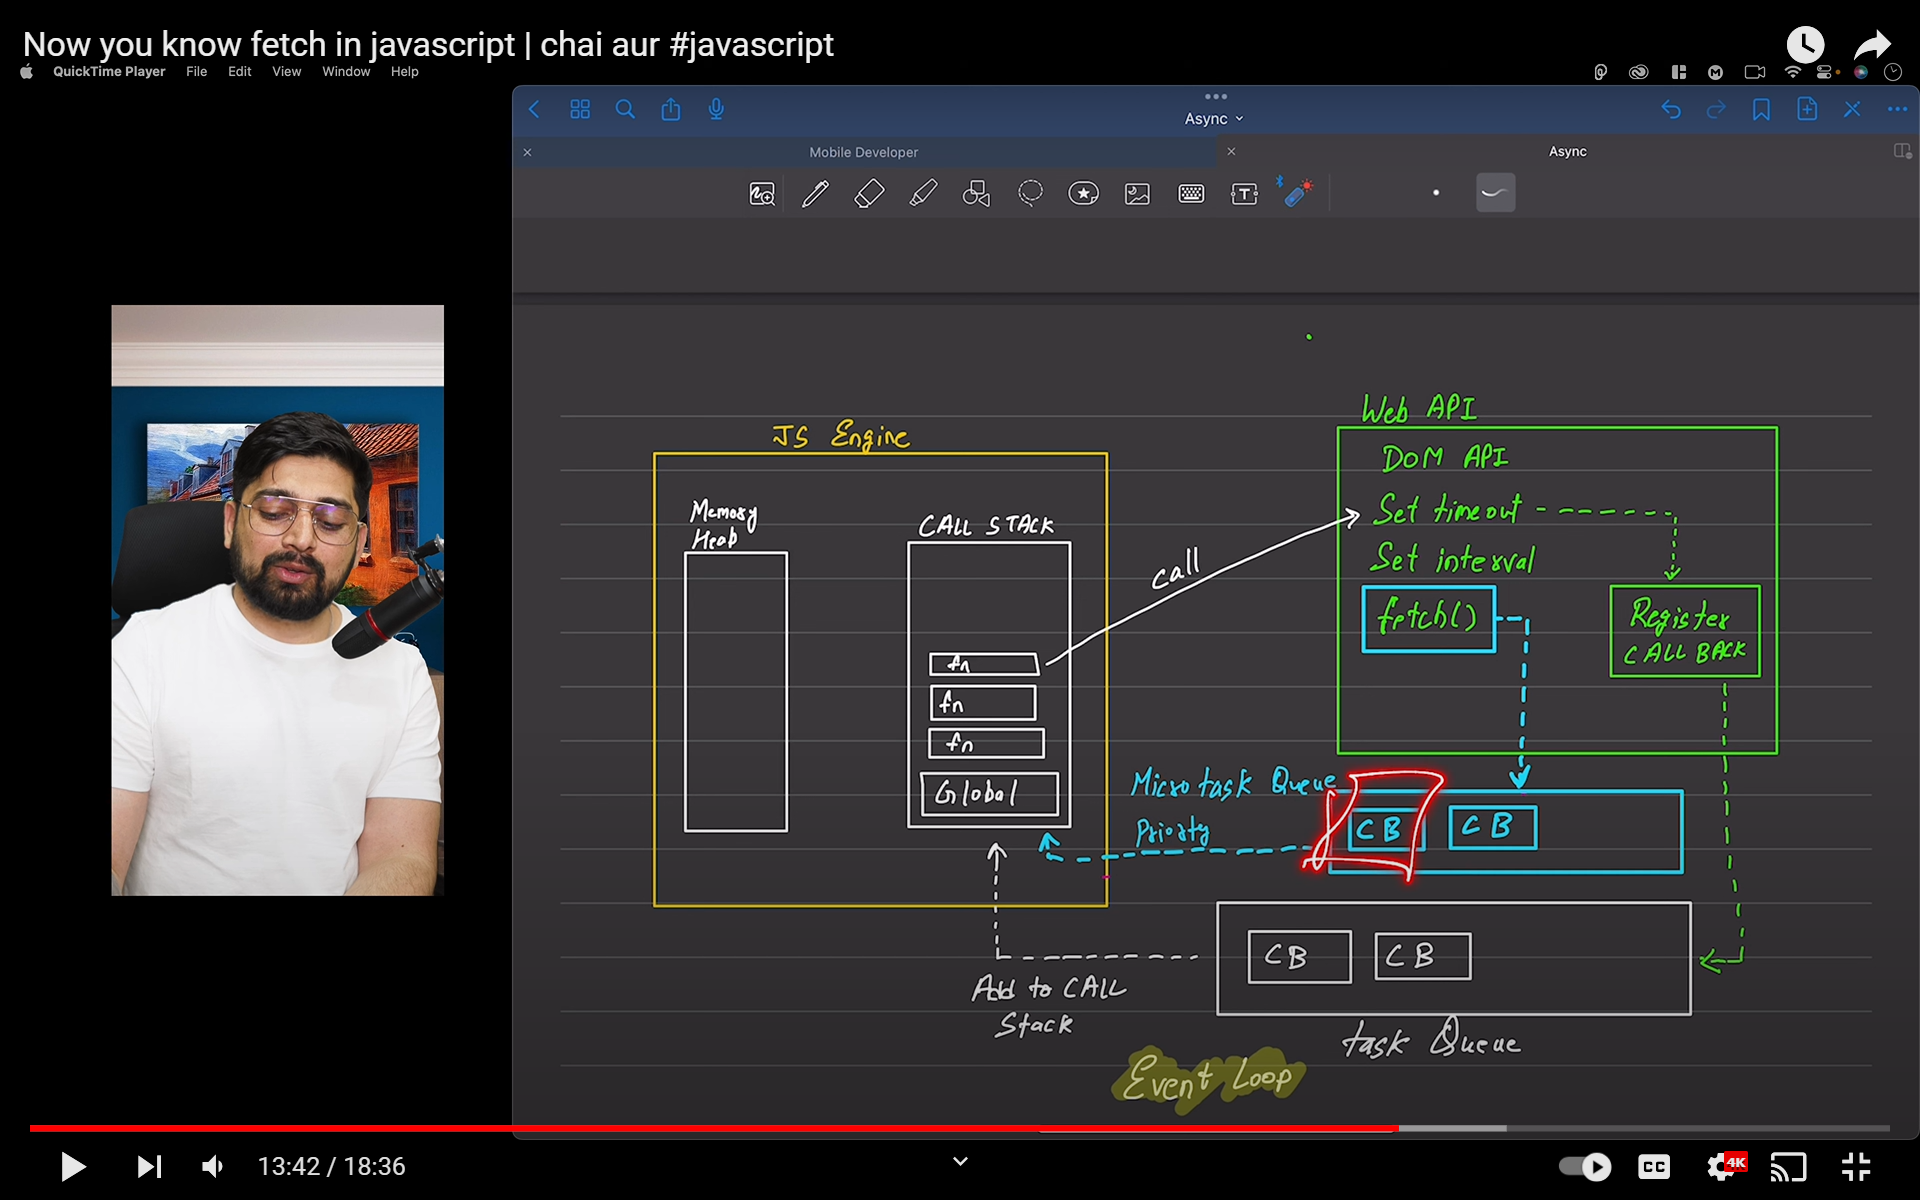 Now you know fetch in javascript | chai aur #javascript
QuickTime Player File Edit View Window Help
Async
Mobile Developer
Async
T
Web API
JS Engine
DOM API
Memory
Heap
CALL STACK
Set timeout
call
Set interval
fetch()
Register
CALL BACK
fn
fn
fn
Global
Microtask Queue
Priority
CB
CB
CB
CB
Add to CALL
Stack
task Queue
Event Loop
13:42 / 18:36
CC
4K